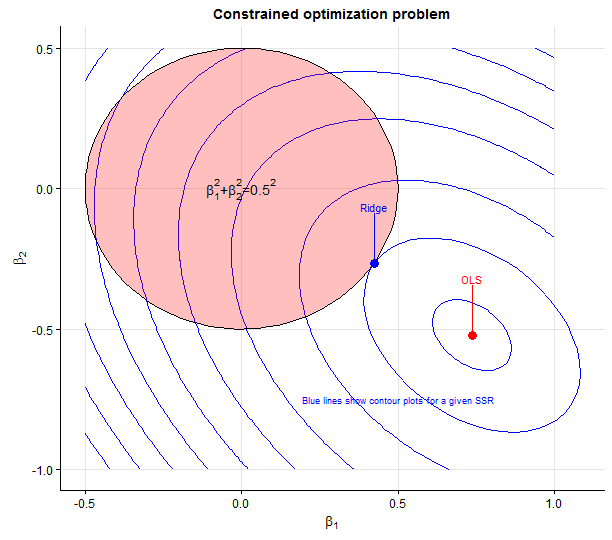 Constrained optimization problem
0.5
β₁²+β₂²=0.5²
0.0
Ridge
β₂
OLS
-0.5
Blue lines show contour plots for a given SSR
-1.0
-0.5 0.0 0.5 1.0
β₁